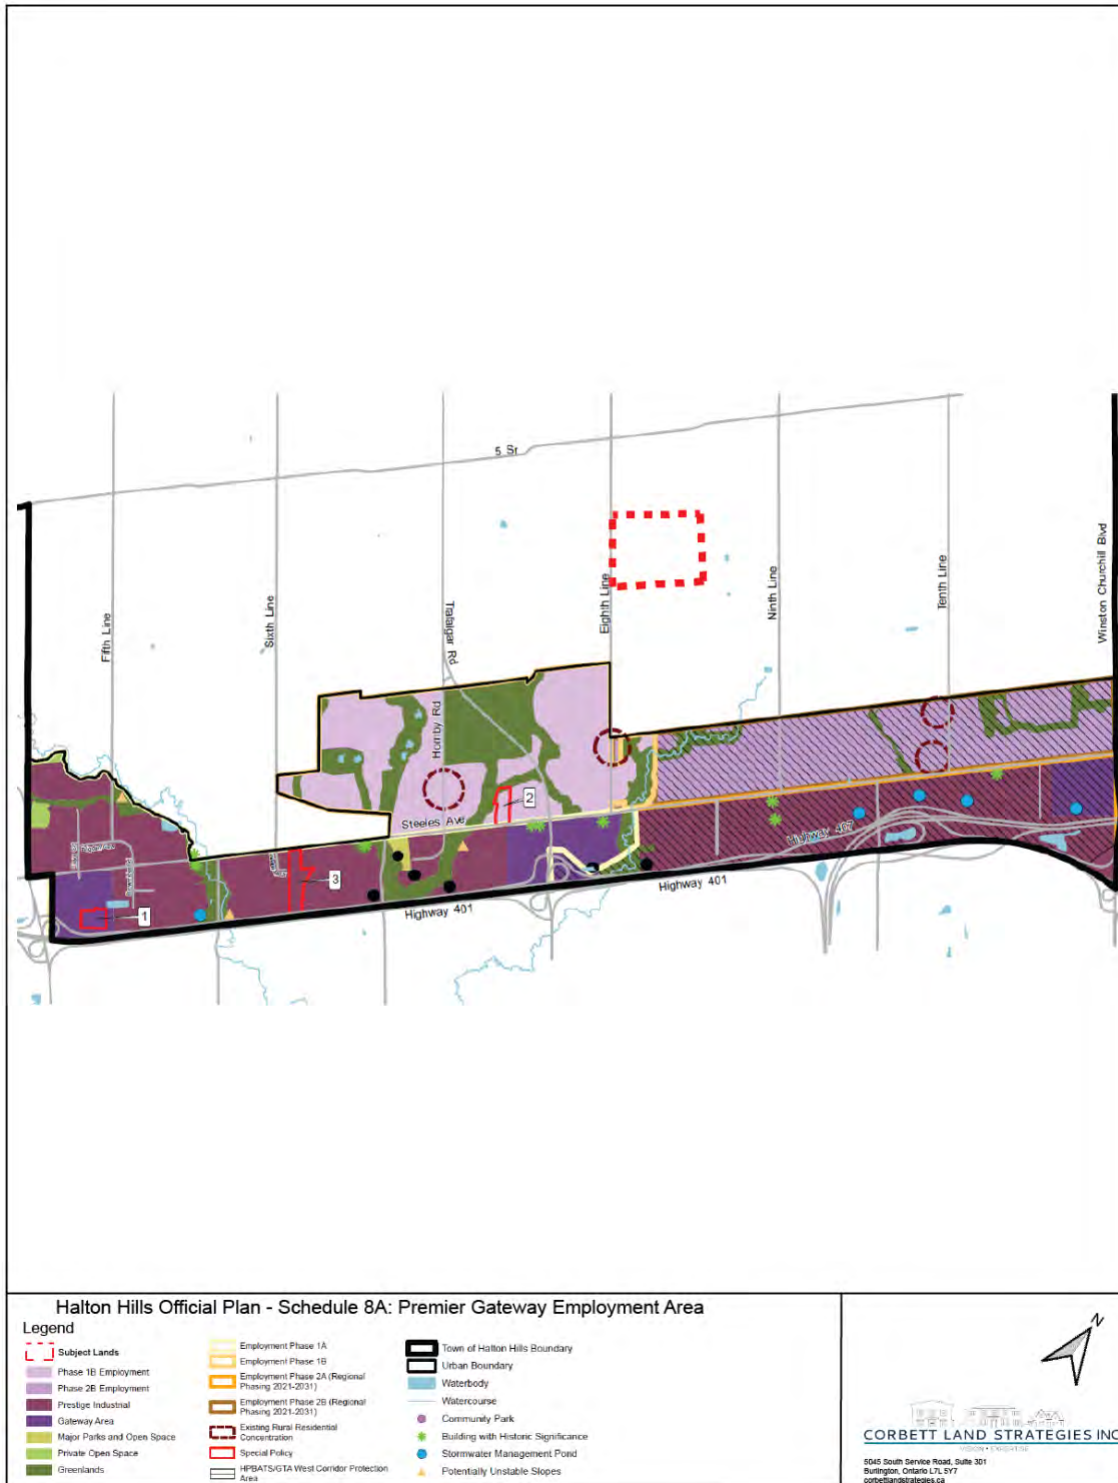 5 Sr
Fifth Line
Sixth Line
Trafalgar Rd
Eighth Line
Ninth Line
Tenth Line
Winston Churchill Blvd
Hornby Rd
2
Steeles Ave
3
1
Highway 401
Highway 401
Highway 407
Halton Hills Official Plan - Schedule 8A: Premier Gateway Employment Area
Legend
Subject Lands
Phase 1B Employment
Phase 2B Employment
Prestige Industrial
Gateway Area
Major Parks and Open Space
Private Open Space
Greenlands
Employment Phase 1A
Employment Phase 1B
Employment Phase 2A (Regional
Phasing 2021-2031)
Employment Phase 2B (Regional
Phasing 2021-2031)
Existing Rural Residential
Concentration
Special Policy
HPBATS/GTA West Corridor Protection
Area
Town of Halton Hills Boundary
Urban Boundary
Waterbody
Watercourse
Community Park
Building with Historic Significance
Stormwater Management Pond
Potentially Unstable Slopes
N
CORBETT LAND STRATEGIES INC
VISION • EXPERTISE
5045 South Service Road, Suite 301
Burlington, Ontario L7L 5Y7
corbettlandstrategies.ca